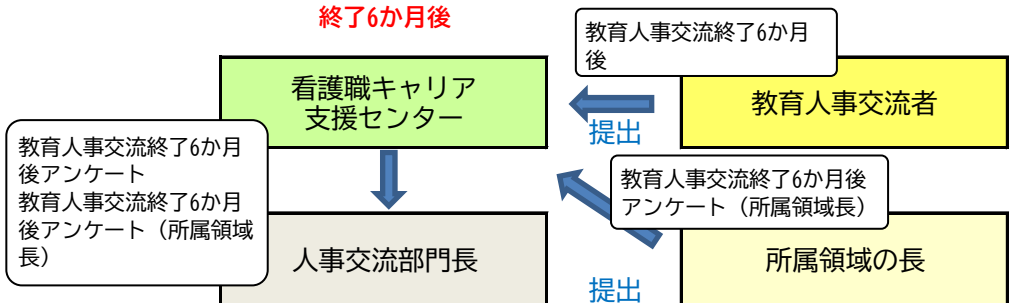 終了6か月後
教育人事交流終了6か月
後
看護職キャリア
支援センター
教育人事交流者
提出
教育人事交流終了6か月
後アンケート
教育人事交流終了6か月
後アンケート（所属領域
長）
教育人事交流終了6か月後
アンケート（所属領域長）
人事交流部門長
所属領域の長
提出